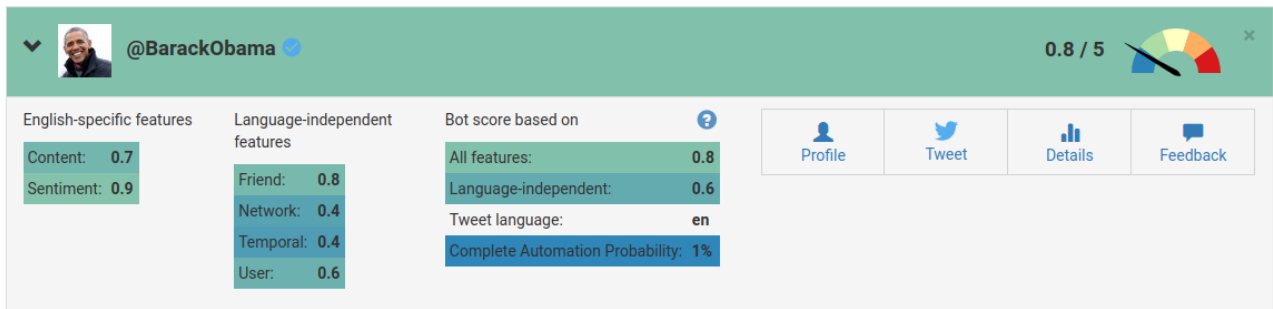 @BarackObama
0.8 / 5
×
English-specific features
Content: 0.7
Sentiment: 0.9
Language-independent
features
Friend: 0.8
Network: 0.4
Temporal: 0.4
User: 0.6
Bot score based on
?
All features: 0.8
Language-independent: 0.6
Tweet language: en
Complete Automation Probability: 1%
Profile
Tweet
Details
Feedback